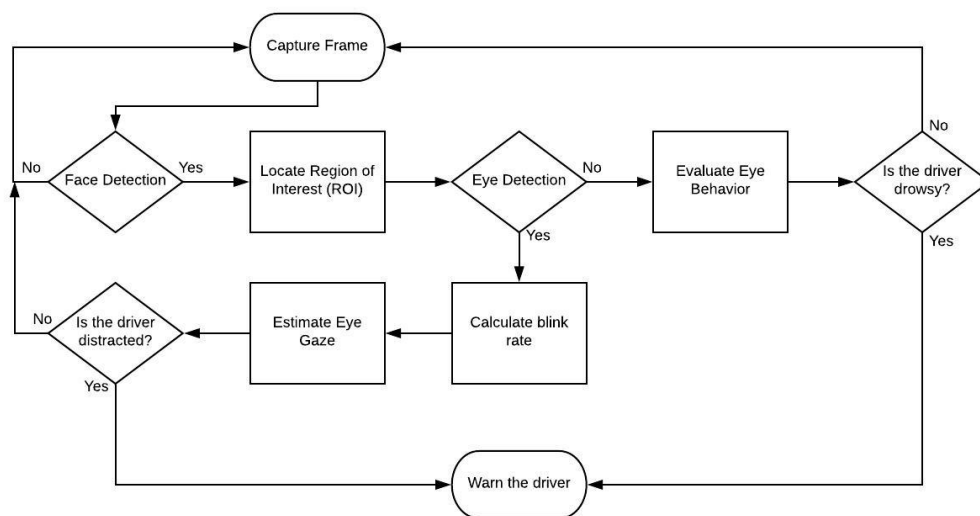 Capture Frame
No
Face Detection
Yes
Locate Region of
Interest (ROI)
Eye Detection
No
Evaluate Eye
Behavior
No
Is the driver
drowsy?
Yes
Yes
No
Is the driver
distracted?
Estimate Eye
Gaze
Calculate blink
rate
Yes
Warn the driver